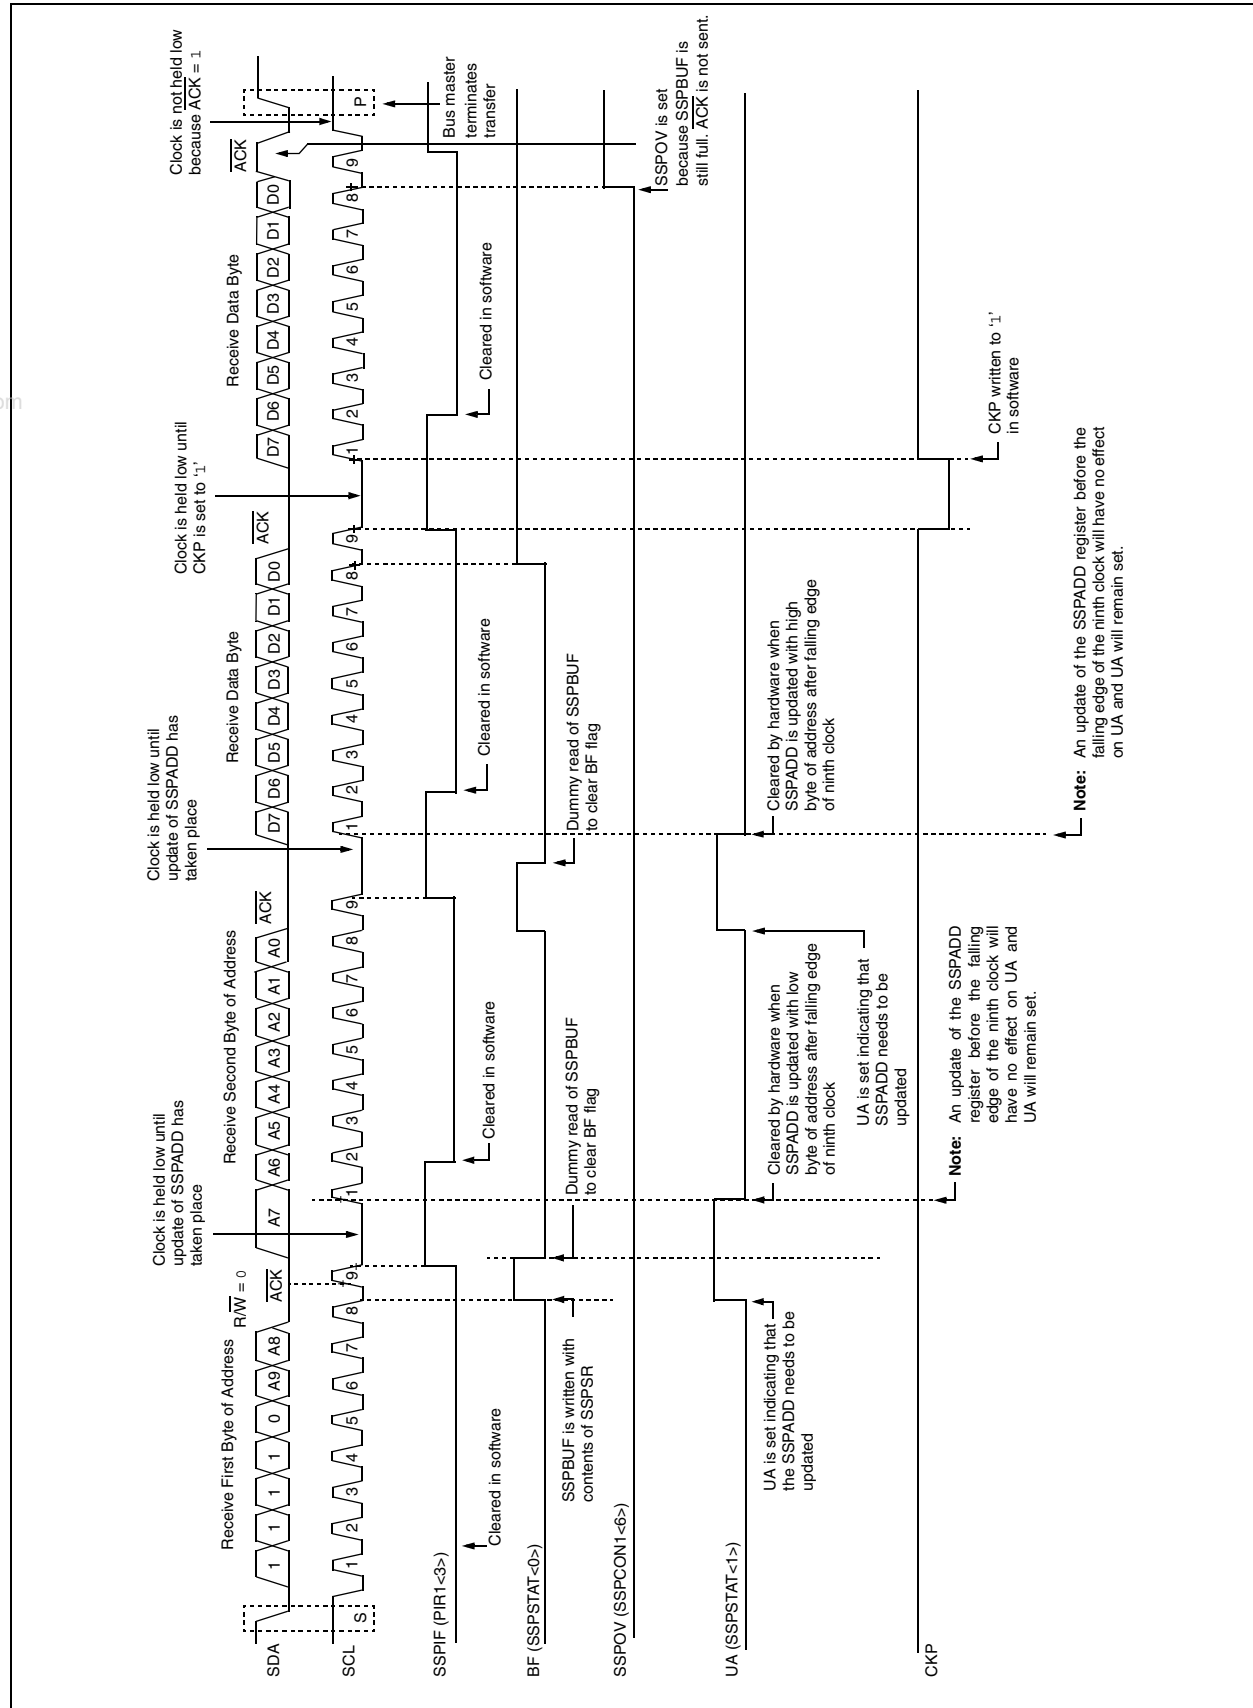 Clock is not held low
because ACK = 1
Clock is held low until
CKP is set to ‘1’
Clock is held low until
update of SSPADD has
taken place
Clock is held low until
update of SSPADD has
taken place
Receive First Byte of Address
R/W = 0
ACK
Receive Second Byte of Address
ACK
Receive Data Byte
ACK
Receive Data Byte
ACK
SDA
1 1 1 1 0 A9 A8 A7 A6 A5 A4 A3 A2 A1 A0 D7 D6 D5 D4 D3 D2 D1 D0 D7 D6 D5 D4 D3 D2 D1 D0
SCL
S 1 2 3 4 5 6 7 8 9 1 2 3 4 5 6 7 8 9 1 2 3 4 5 6 7 8 9 1 2 3 4 5 6 7 8 9 P
Bus master
terminates
transfer
SSPIF (PIR1<3>)
Cleared in software
Cleared in software
Cleared in software
Cleared in software
BF (SSPSTAT<0>)
SSPBUF is written with
contents of SSPSR
Dummy read of SSPBUF
to clear BF flag
Dummy read of SSPBUF
to clear BF flag
SSPOV (SSPCON1<6>)
SSPOV is set
because SSPBUF is
still full. ACK is not sent.
UA (SSPSTAT<1>)
UA is set indicating that
the SSPADD needs to be
updated
Cleared by hardware when
SSPADD is updated with low
byte of address after falling edge
of ninth clock
UA is set indicating that
SSPADD needs to be
updated
Cleared by hardware when
SSPADD is updated with high
byte of address after falling edge
of ninth clock
CKP
CKP written to ‘1’
in software
Note: An update of the SSPADD
register before the falling
edge of the ninth clock will
have no effect on UA and
UA will remain set.
Note: An update of the SSPADD register before the
falling edge of the ninth clock will have no effect
on UA and UA will remain set.
om